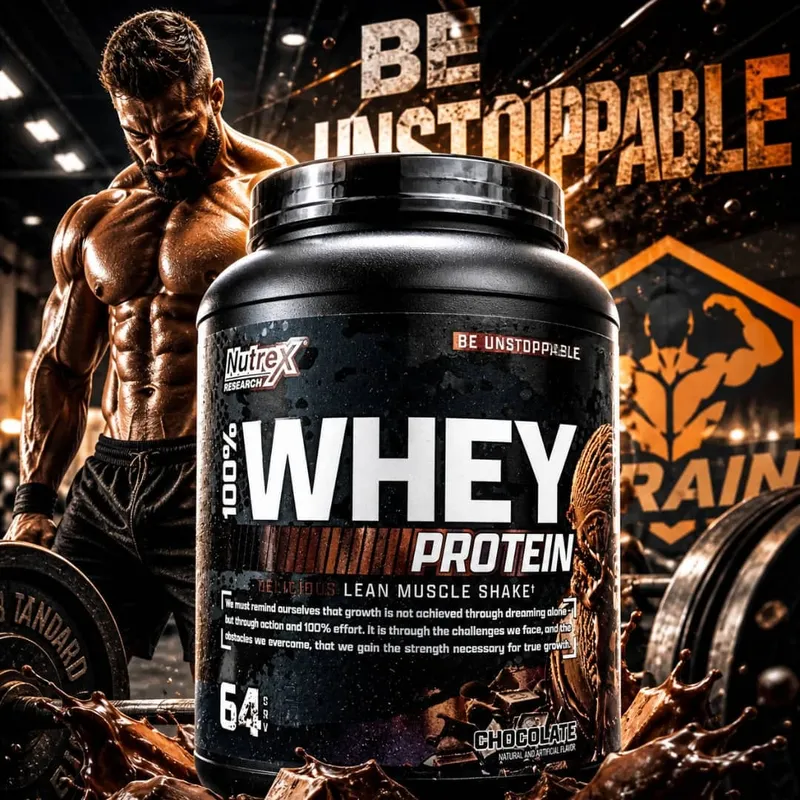 BE
UNSTOPPABLE
NutreX
RESEARCH
BE UNSTOPPABLE
100%
WHEY
PROTEIN
DELICIOUS LEAN MUSCLE SHAKE†
We must remind ourselves that growth is not achieved through dreaming alone
but through action and 100% effort. It is through the challenges we face, and the
obstacles we overcome, that we gain the strength necessary for true growth.
64 SRV
CHOCOLATE
NATURAL AND ARTIFICIAL FLAVOR
RAIN
TANDARD